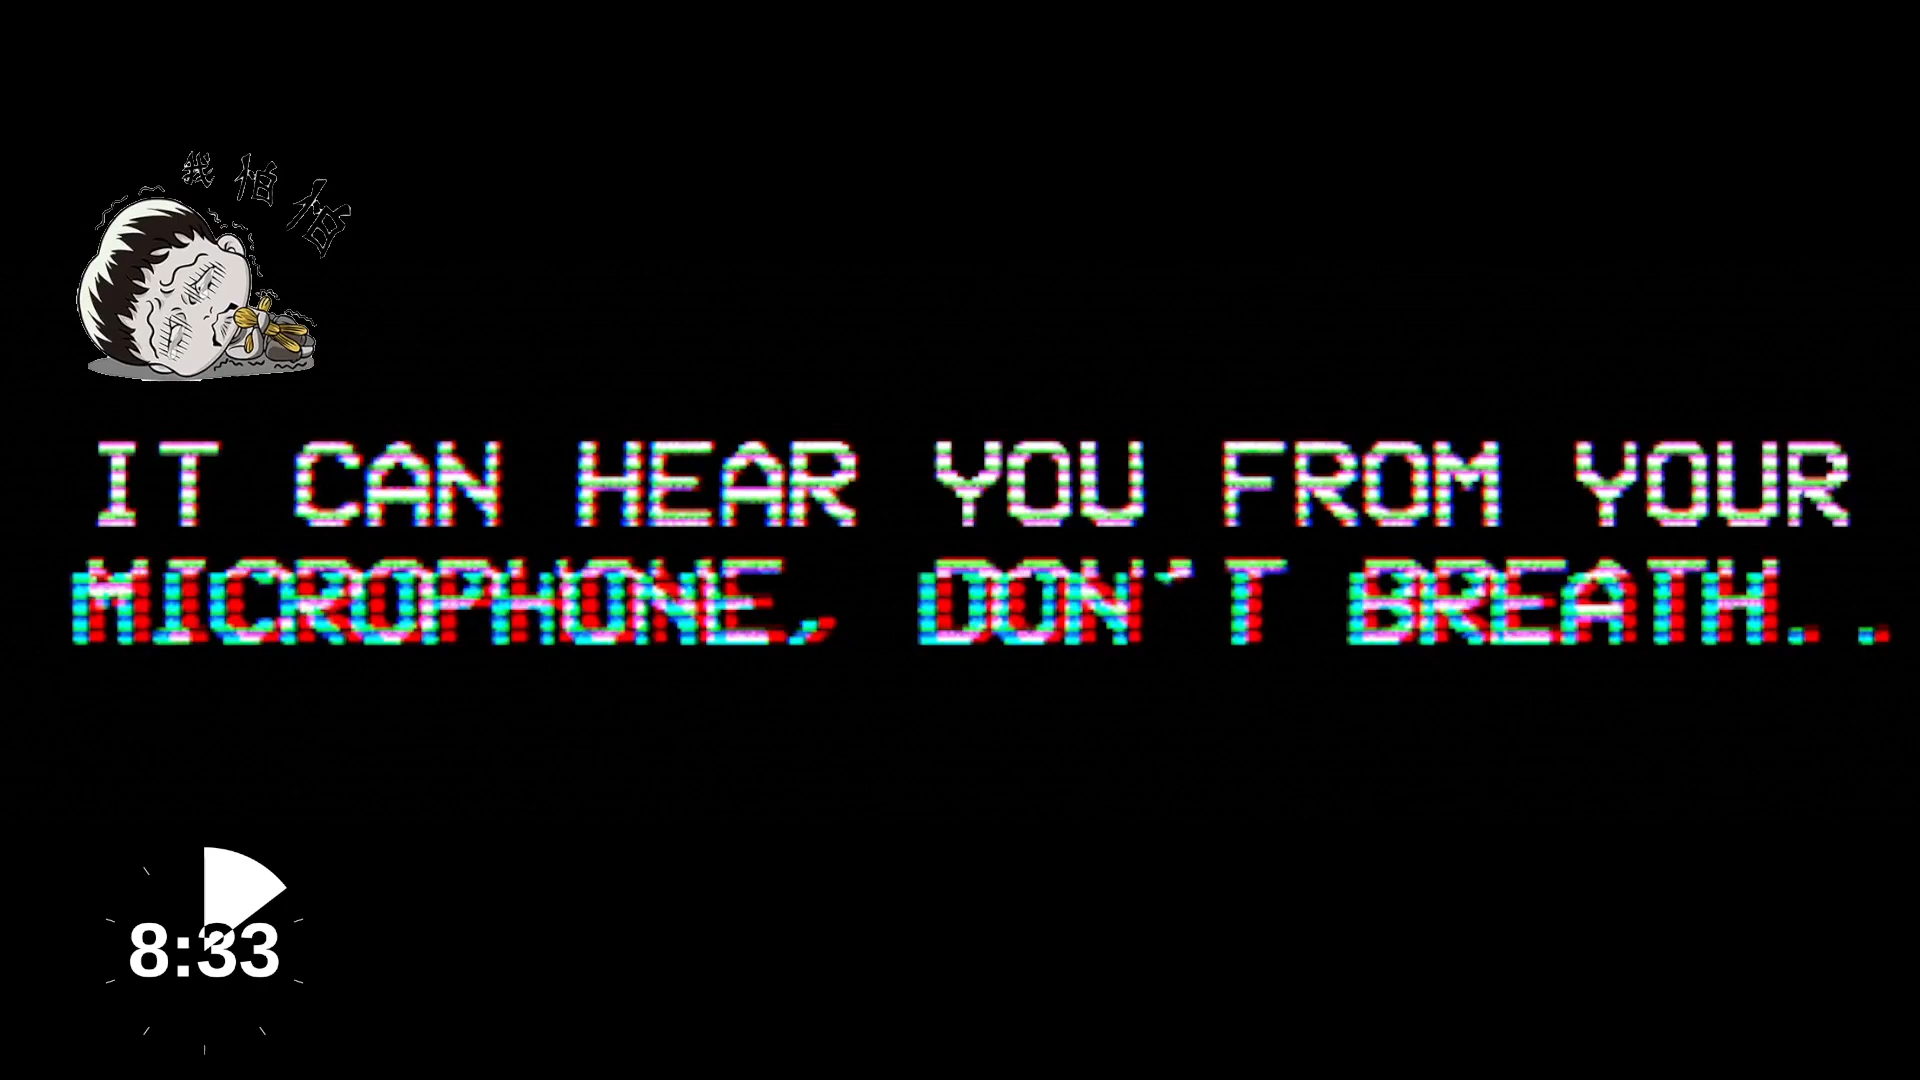 我怕怕
IT CAN HEAR YOU FROM YOUR
MICROPHONE, DON'T BREATH..
8:33